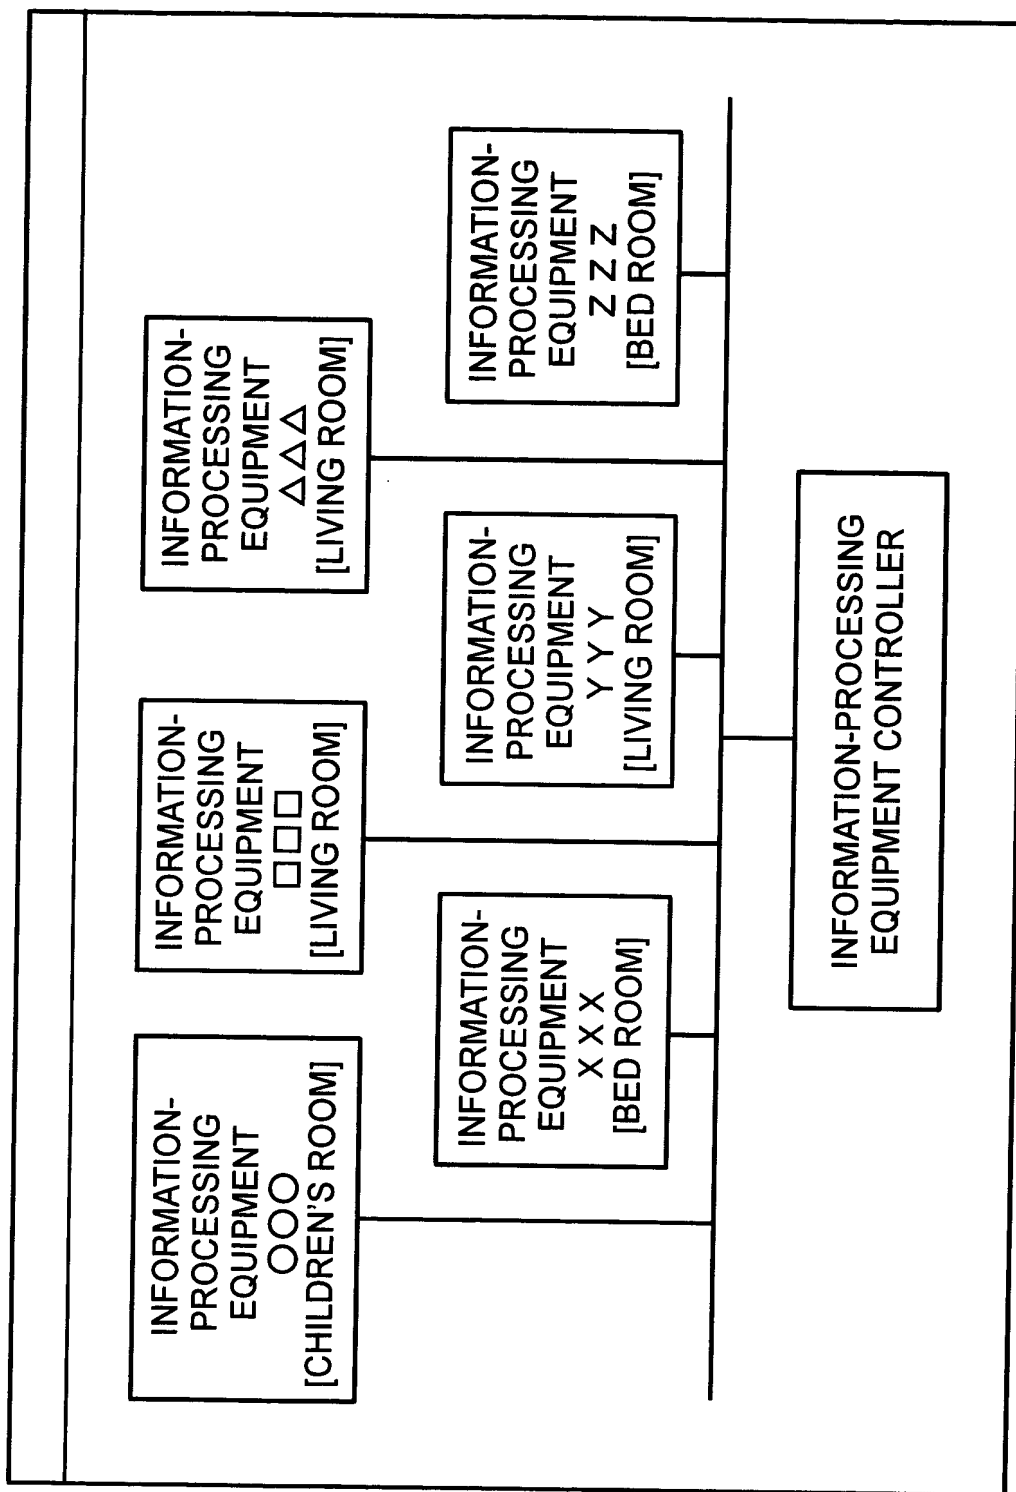 INFORMATION-
PROCESSING
EQUIPMENT
○○○
[CHILDREN'S ROOM]
INFORMATION-
PROCESSING
EQUIPMENT
□□□
[LIVING ROOM]
INFORMATION-
PROCESSING
EQUIPMENT
△△△
[LIVING ROOM]
INFORMATION-
PROCESSING
EQUIPMENT
X X X
[BED ROOM]
INFORMATION-
PROCESSING
EQUIPMENT
Y Y Y
[LIVING ROOM]
INFORMATION-
PROCESSING
EQUIPMENT
Z Z Z
[BED ROOM]
INFORMATION-PROCESSING
EQUIPMENT CONTROLLER